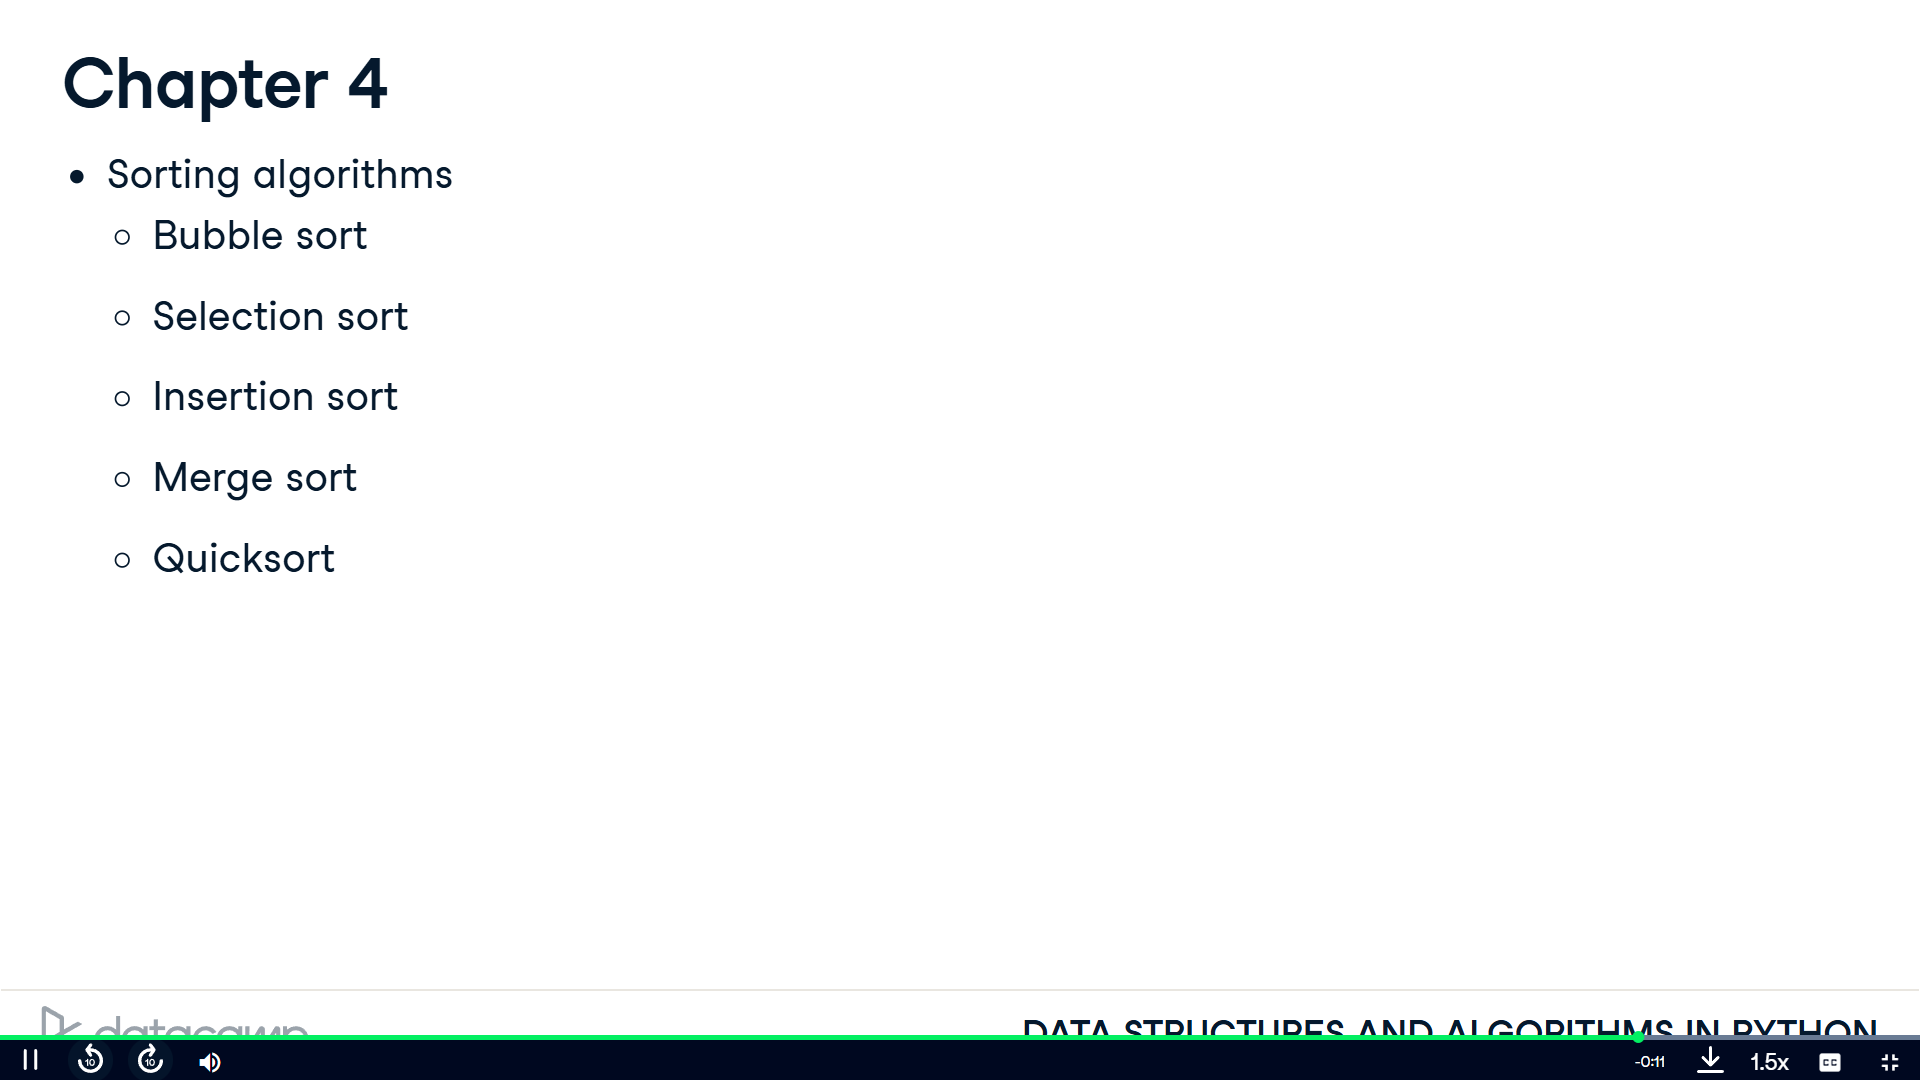 Chapter 4
Sorting algorithms
Bubble sort
Selection sort
Insertion sort
Merge sort
Quicksort
datacamp
DATA STRUCTURES AND ALGORITHMS IN PYTHON
10
10
-0:11
1.5x
CC